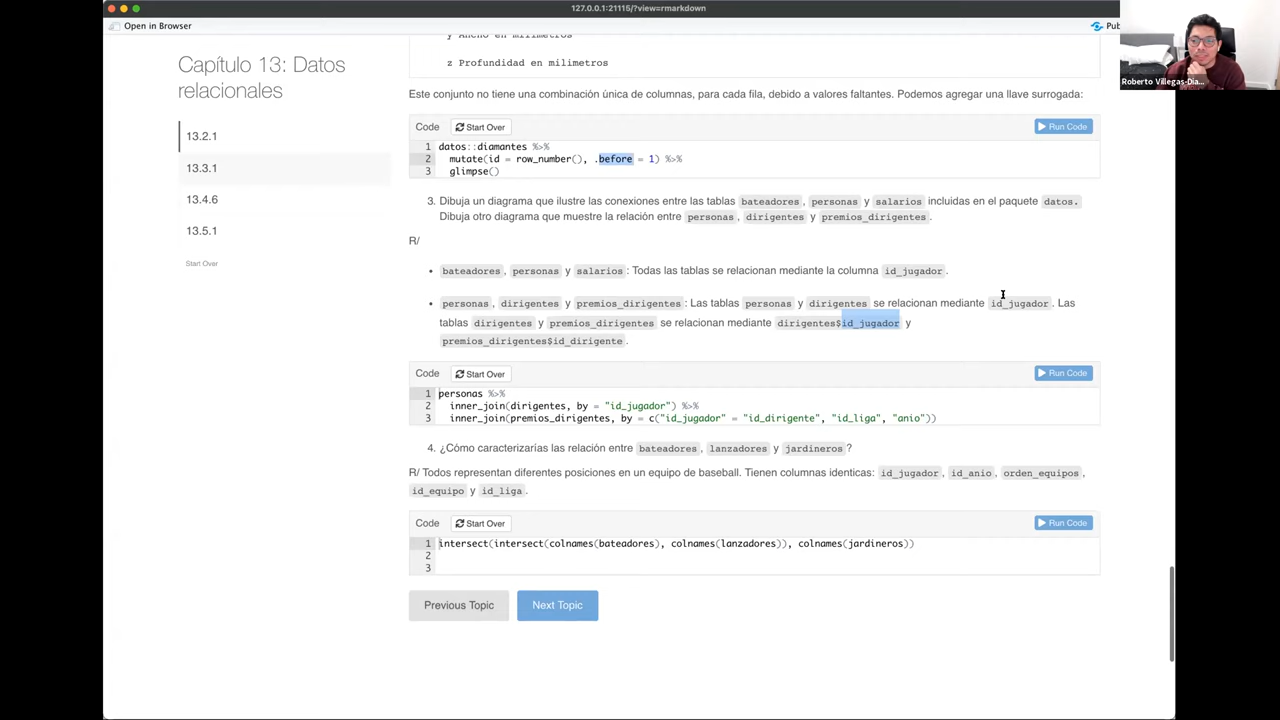 127.0.0.1:21115/?view=rmarkdown
Open in Browser
Roberto Villegas-Dia...
Capítulo 13: Datos
relacionales
13.2.1
13.3.1
13.4.6
13.5.1
Start Over
y Ancho en milimetros
z Profundidad en milimetros
Este conjunto no tiene una combinación única de columnas, para cada fila, debido a valores faltantes. Podemos agregar una llave surrogada:
Code Start Over Run Code
1 datos::diamantes %>%
2 mutate(id = row_number(), .before = 1) %>%
3 glimpse()
3. Dibuja un diagrama que ilustre las conexiones entre las tablas bateadores, personas y salarios incluidas en el paquete datos.
Dibuja otro diagrama que muestre la relación entre personas, dirigentes y premios_dirigentes.
R/
• bateadores, personas y salarios: Todas las tablas se relacionan mediante la columna id_jugador.
• personas, dirigentes y premios_dirigentes: Las tablas personas y dirigentes se relacionan mediante id_jugador. Las
tablas dirigentes y premios_dirigentes se relacionan mediante dirigentes$id_jugador y
premios_dirigentes$id_dirigente.
Code Start Over Run Code
1 personas %>%
2 inner_join(dirigentes, by = "id_jugador") %>%
3 inner_join(premios_dirigentes, by = c("id_jugador" = "id_dirigente", "id_liga", "anio"))
4. ¿Cómo caracterizarías las relación entre bateadores, lanzadores y jardineros?
R/ Todos representan diferentes posiciones en un equipo de baseball. Tienen columnas identicas: id_jugador, id_anio, orden_equipos,
id_equipo y id_liga.
Code Start Over Run Code
1 intersect(intersect(colnames(bateadores), colnames(lanzadores)), colnames(jardineros))
2
3
Previous Topic Next Topic